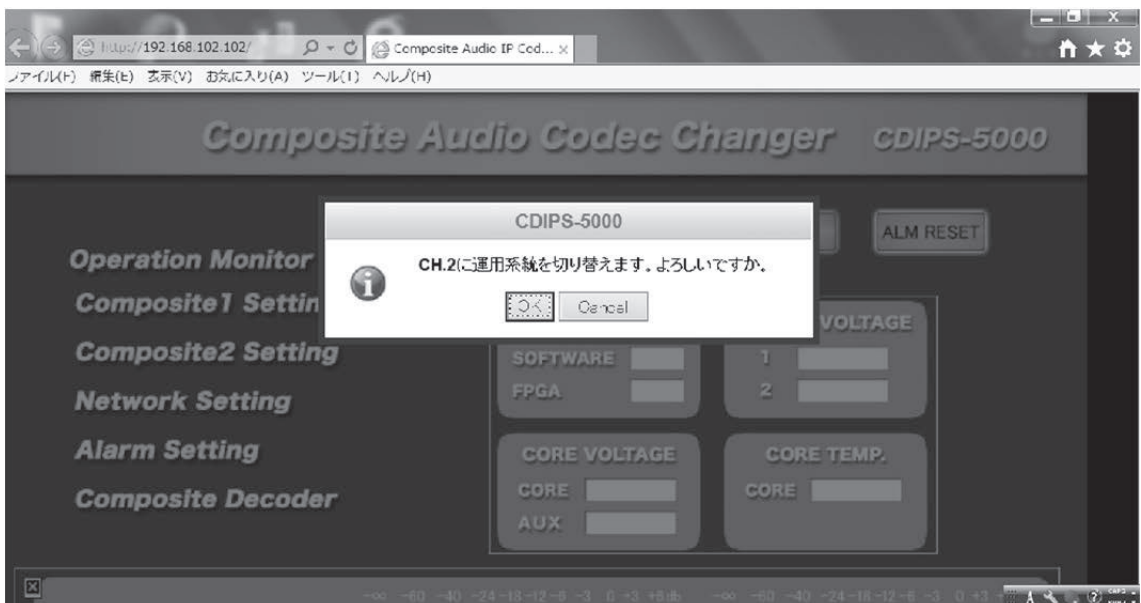 http://192.168.102.102/
Composite Audio IP Cod...
ファイル(F) 編集(E) 表示(V) お気に入り(A) ツール(T) ヘルプ(H)
Composite Audio Codec Changer CDIPS-5000
CDIPS-5000
CH.2に運用系統を切り替えます。よろしいですか。
OK Cancel
ALM RESET
Operation Monitor
Composite1 Settin
Composite2 Setting
Network Setting
Alarm Setting
Composite Decoder
SOFTWARE
FPGA
VOLTAGE
1
2
CORE VOLTAGE
CORE
AUX
CORE TEMP.
CORE
-∞ -60 -40 -24 -18 -12 -6 -3 0 +3 +6db -∞ -60 -40 -24 -18 -12 -6 -3 0 +3